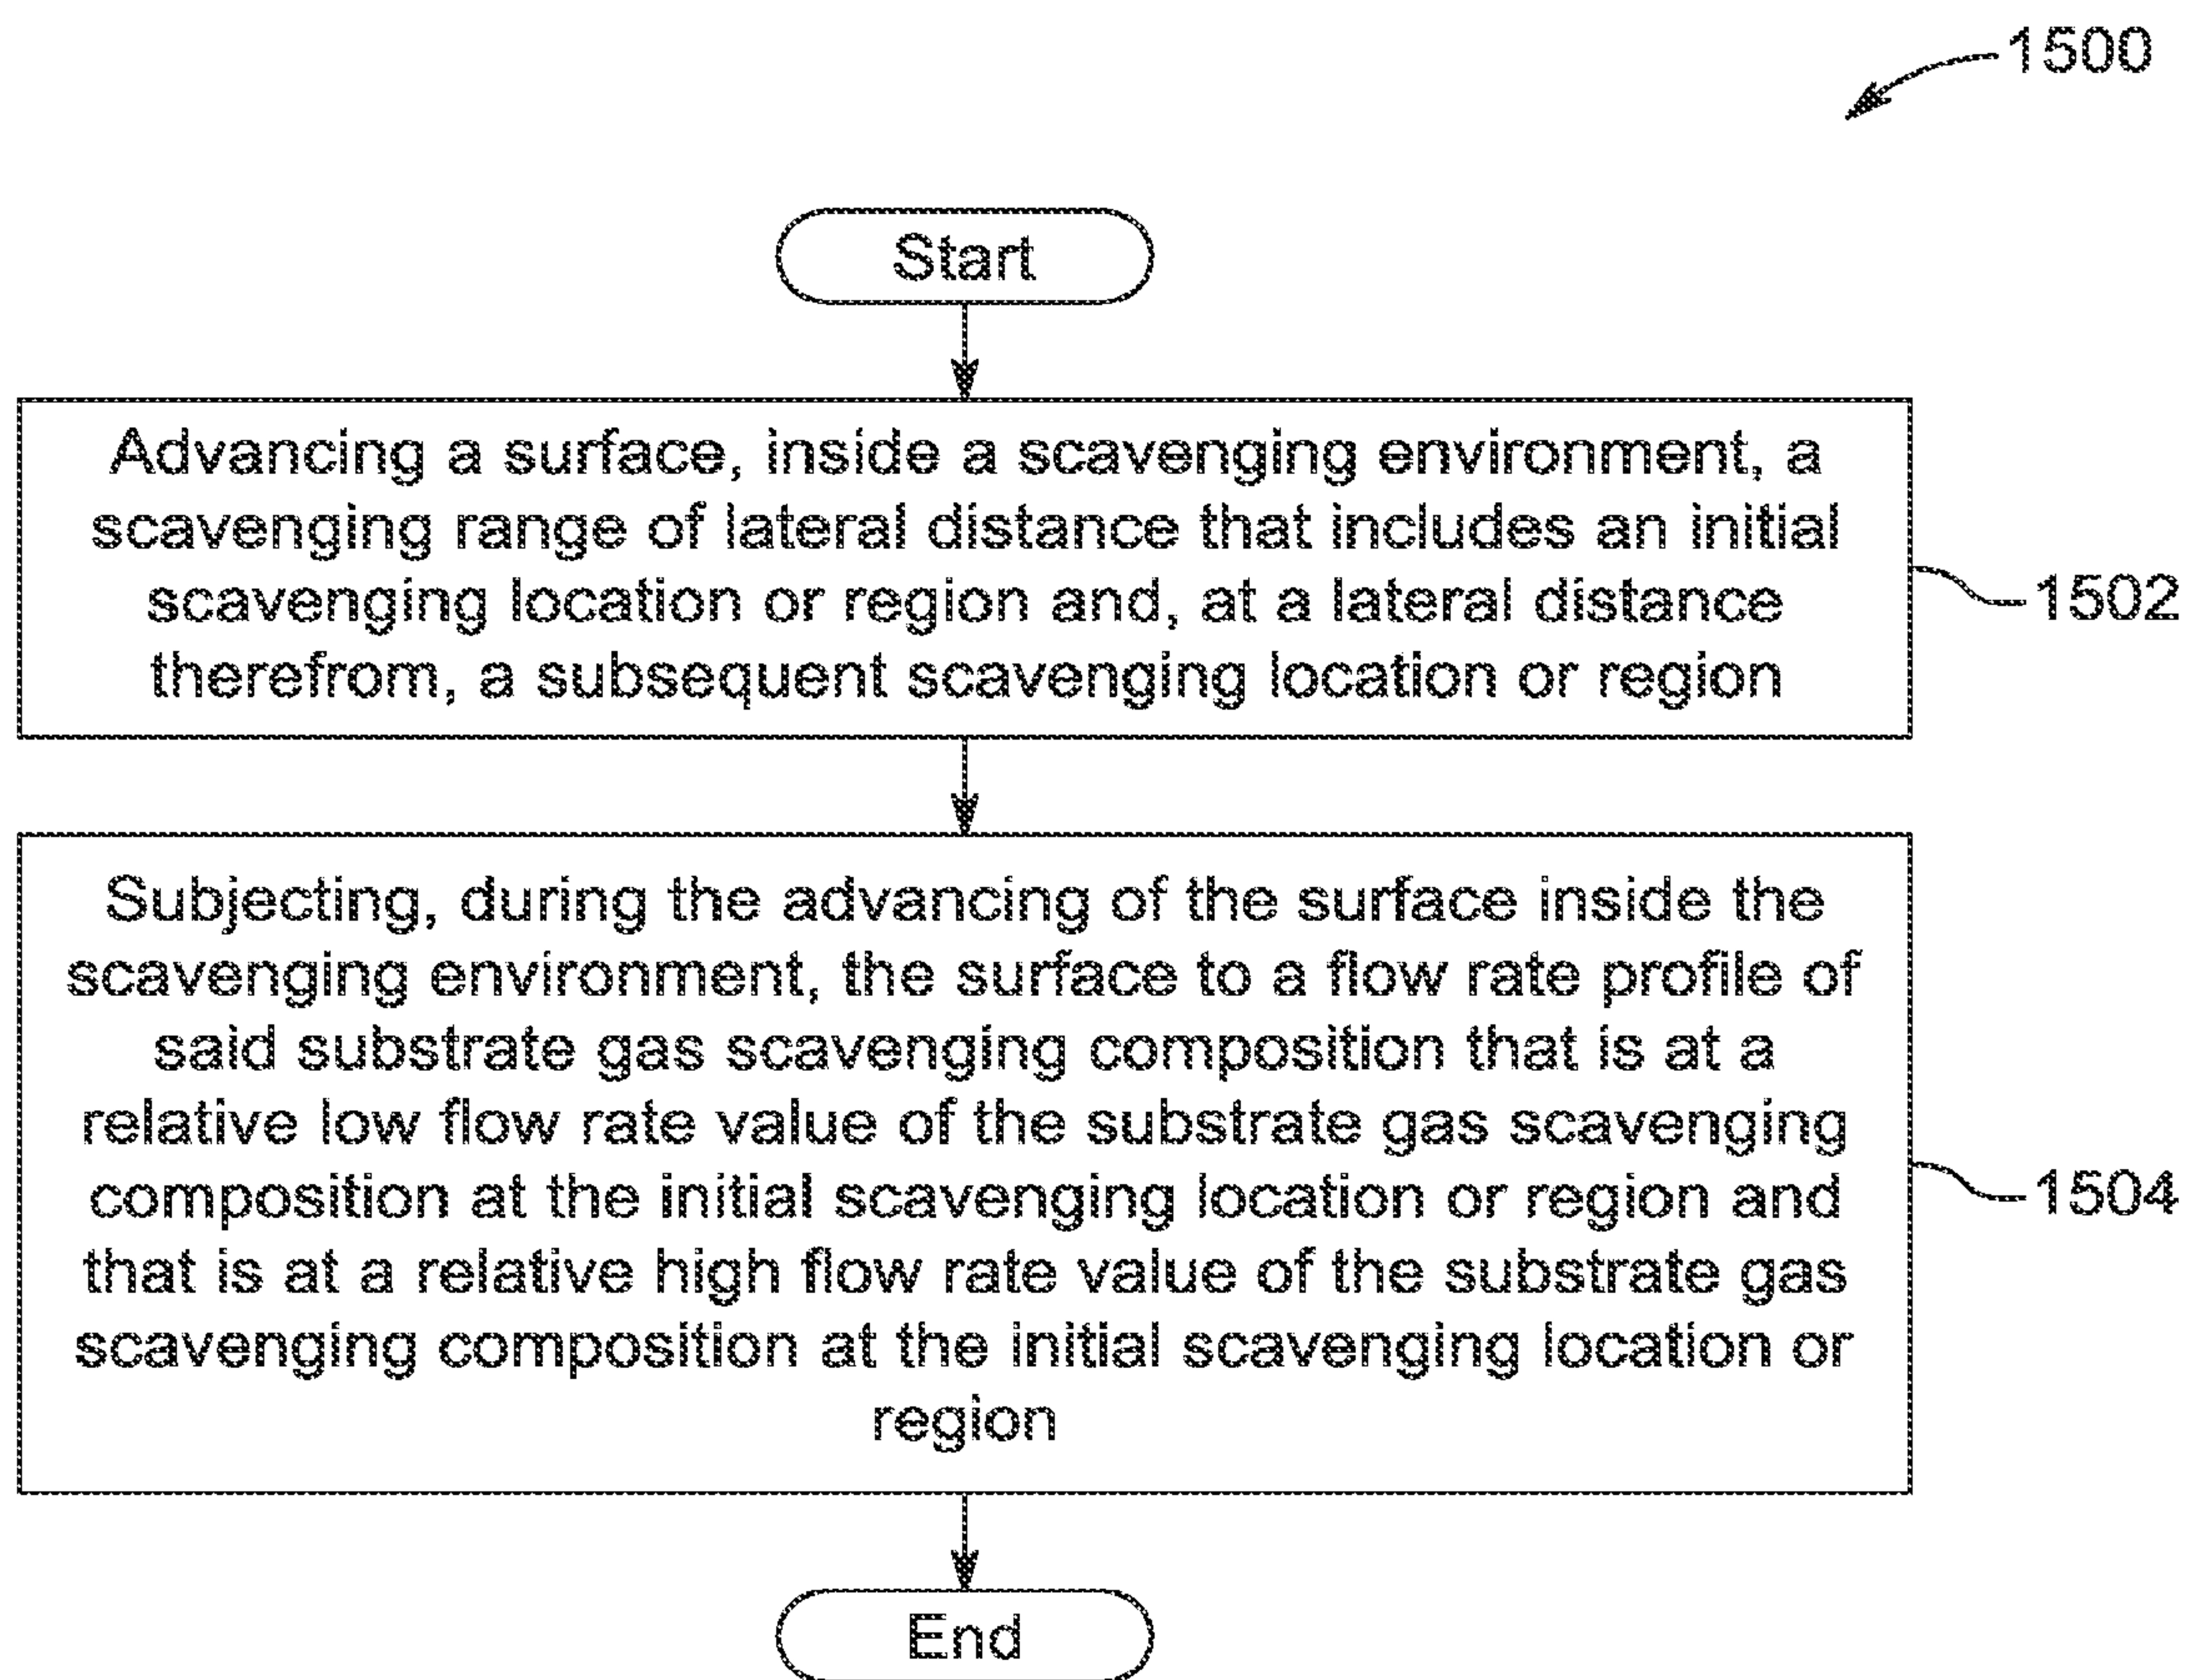 1500
Start
Advancing a surface, inside a scavenging environment, a
scavenging range of lateral distance that includes an initial
scavenging location or region and, at a lateral distance
therefrom, a subsequent scavenging location or region
1502
Subjecting, during the advancing of the surface inside the
scavenging environment, the surface to a flow rate profile of
said substrate gas scavenging composition that is at a
relative low flow rate value of the substrate gas scavenging
composition at the initial scavenging location or region and
that is at a relative high flow rate value of the substrate gas
scavenging composition at the initial scavenging location or
region
1504
End